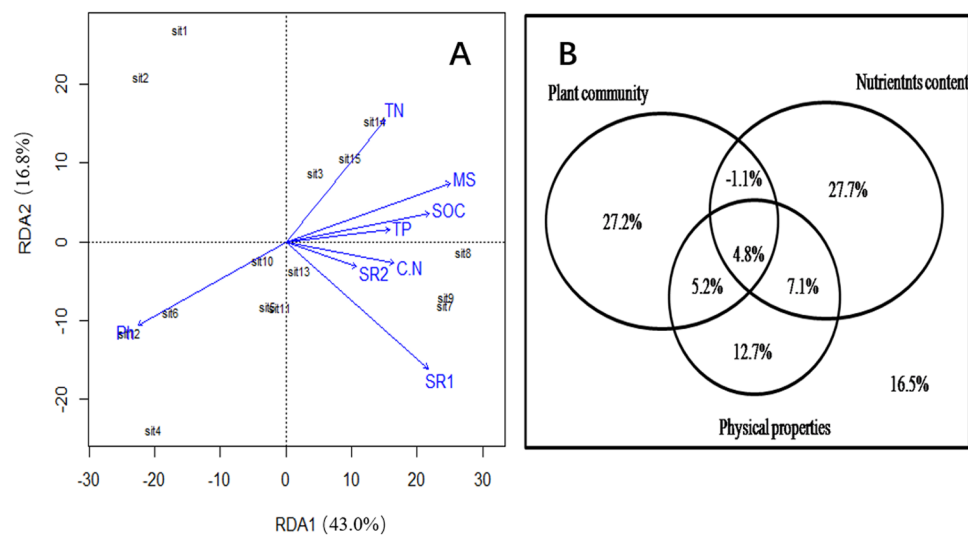 A
sit1
sit2
TN
sit14
sit15
sit3
MS
SOC
TP
sit10
sit13
SR2
C.N
sit8
sit9
sit7
sit5
sit11
sit6
Ph
sit12
SR1
sit4
20
10
0
-10
-20
RDA2 (16.8%)
-30
-20
-10
0
10
20
30
RDA1 (43.0%)
B
Plant community
Nutrientnts content
-1.1%
27.2%
27.7%
4.8%
5.2%
7.1%
12.7%
16.5%
Physical properties